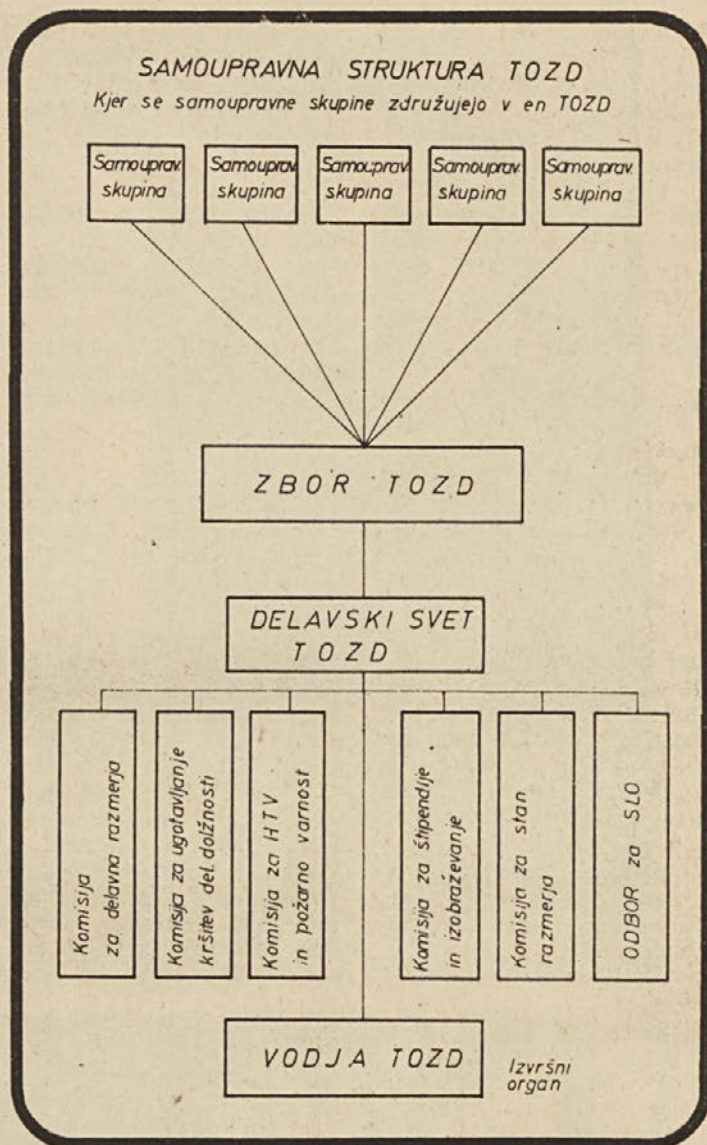 SAMOUPRAVNA STRUKTURA TOZD
Kjer se samoupravne skupine združujejo v en TOZD
Samouprav.
skupina
Samouprav.
skupina
Samouprav.
skupina
Samouprav.
skupina
Samouprav.
skupina
ZBOR TOZD
DELAVSKI SVET
TOZD
Komisija
za delavna razmerja
Komisija za ugotavljanje
kršitev del. dolžnosti
Komisija za HTV
in požarno varnost
Komisija za štipendije
in izobraževanje
Komisija za stan
razmerja
ODBOR za SLO
VODJA TOZD
Izvršni
organ